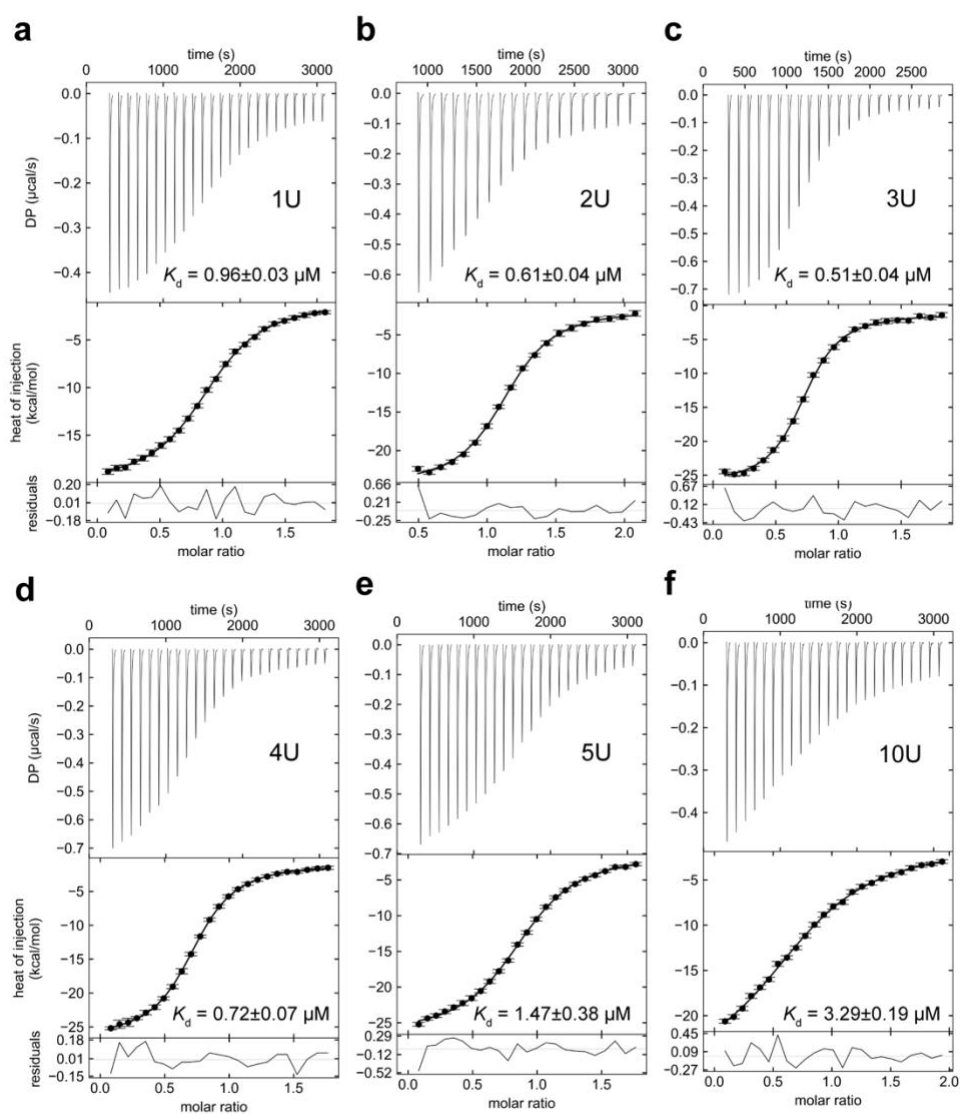 a
b
c
time (s)
0 1000 2000 3000
time (s)
1000 1500 2000 2500 3000
time (s)
500 1000 1500 2000 2500
DP (µcal/s)
0.0
−0.1
−0.2
−0.3
−0.4
1U
Kd = 0.96±0.03 µM
0.0
−0.1
−0.2
−0.3
−0.4
−0.5
−0.6
2U
Kd = 0.61±0.04 µM
0.0
−0.1
−0.2
−0.3
−0.4
−0.5
−0.6
−0.7
3U
Kd = 0.51±0.04 µM
heat of injection
(kcal/mol)
−5
−10
−15
−5
−10
−15
−20
0
−5
−10
−15
−20
−25
residuals
0.20
0.01
−0.18
0.66
0.21
−0.25
0.67
0.12
−0.43
0.0 0.5 1.0 1.5
molar ratio
0.5 1.0 1.5 2.0
molar ratio
0.0 0.5 1.0 1.5
molar ratio
d
e
f
time (s)
0 1000 2000 3000
time (s)
0 1000 2000 3000
time (s)
0 1000 2000 3000
DP (µcal/s)
0.0
−0.1
−0.2
−0.3
−0.4
−0.5
−0.6
−0.7
4U
0.0
−0.1
−0.2
−0.3
−0.4
−0.5
−0.6
−0.7
5U
0.0
−0.1
−0.2
−0.3
−0.4
10U
heat of injection
(kcal/mol)
−5
−10
−15
−20
−25
Kd = 0.72±0.07 µM
−5
−10
−15
−20
−25
Kd = 1.47±0.38 µM
−5
−10
−15
−20
Kd = 3.29±0.19 µM
residuals
0.18
0.01
−0.15
0.29
−0.12
−0.52
0.45
0.09
−0.27
0.0 0.5 1.0 1.5
molar ratio
0.0 0.5 1.0 1.5
molar ratio
0.0 0.5 1.0 1.5 2.0
molar ratio